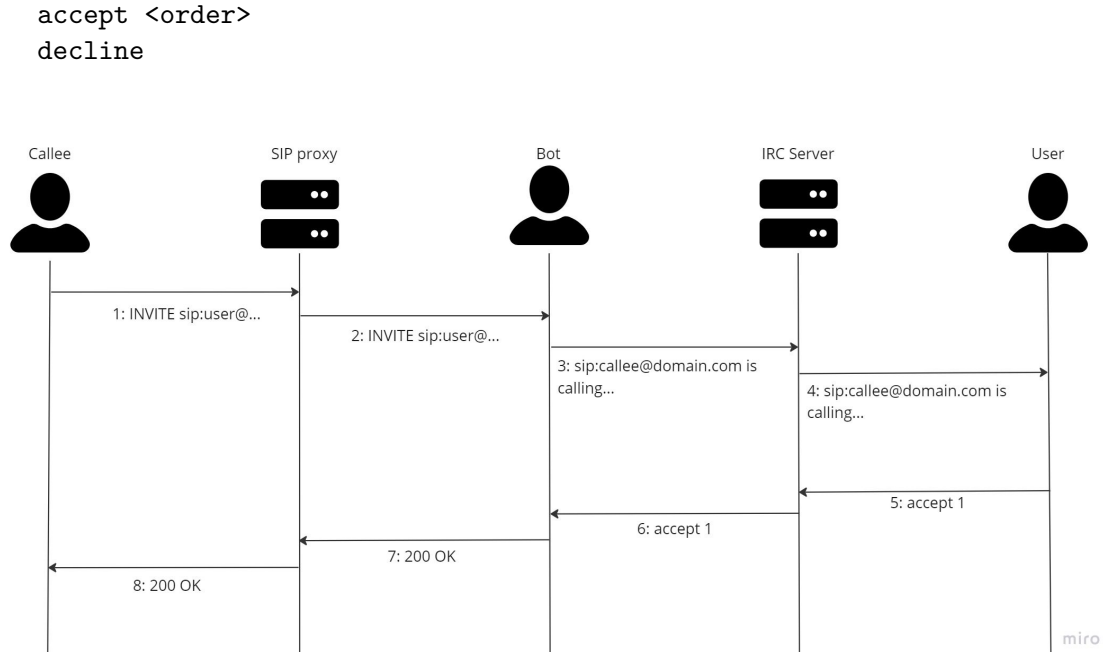 accept <order>
decline
Callee
SIP proxy
Bot
IRC Server
User
1: INVITE sip:user@...
2: INVITE sip:user@...
3: sip:callee@domain.com is
calling...
4: sip:callee@domain.com is
calling...
5: accept 1
6: accept 1
7: 200 OK
8: 200 OK
miro